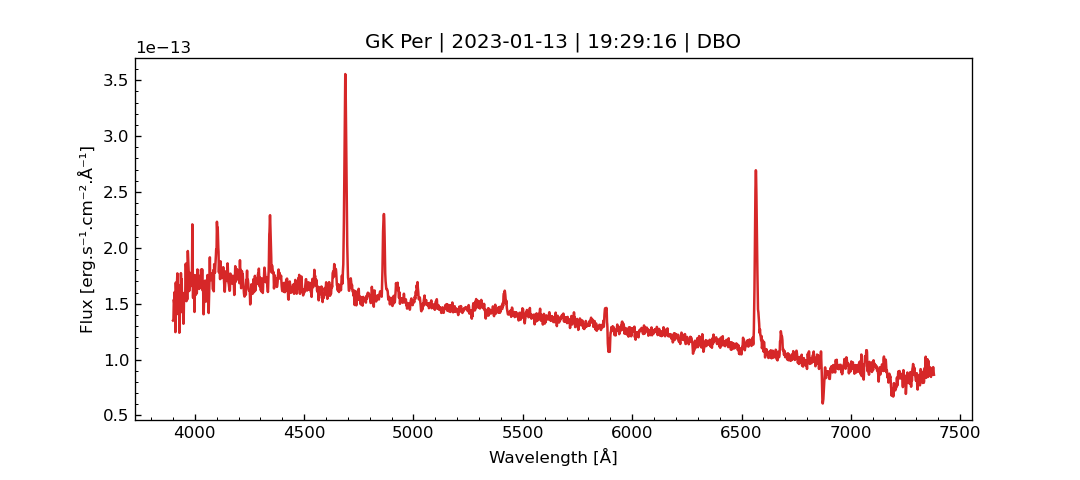 GK Per | 2023-01-13 | 19:29:16 | DBO
1e−13
3.5
3.0
2.5
2.0
1.5
1.0
0.5
Flux [erg.s⁻¹.cm⁻².Å⁻¹]
4000 4500 5000 5500 6000 6500 7000 7500
Wavelength [Å]